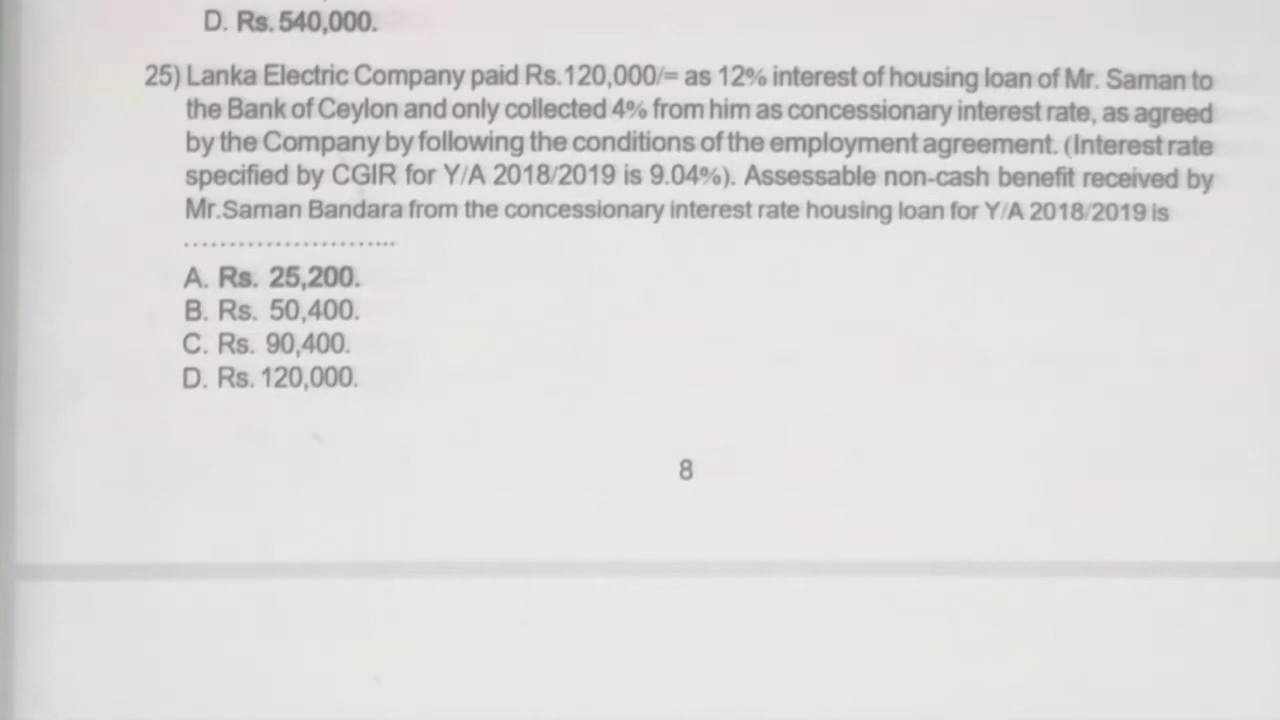 D. Rs. 540,000.
25) Lanka Electric Company paid Rs.120,000/= as 12% interest of housing loan of Mr. Saman to
the Bank of Ceylon and only collected 4% from him as concessionary interest rate, as agreed
by the Company by following the conditions of the employment agreement. (Interest rate
specified by CGIR for Y/A 2018/2019 is 9.04%). Assessable non-cash benefit received by
Mr.Saman Bandara from the concessionary interest rate housing loan for Y/A 2018/2019 is
..........................
A. Rs. 25,200.
B. Rs. 50,400.
C. Rs. 90,400.
D. Rs. 120,000.
8